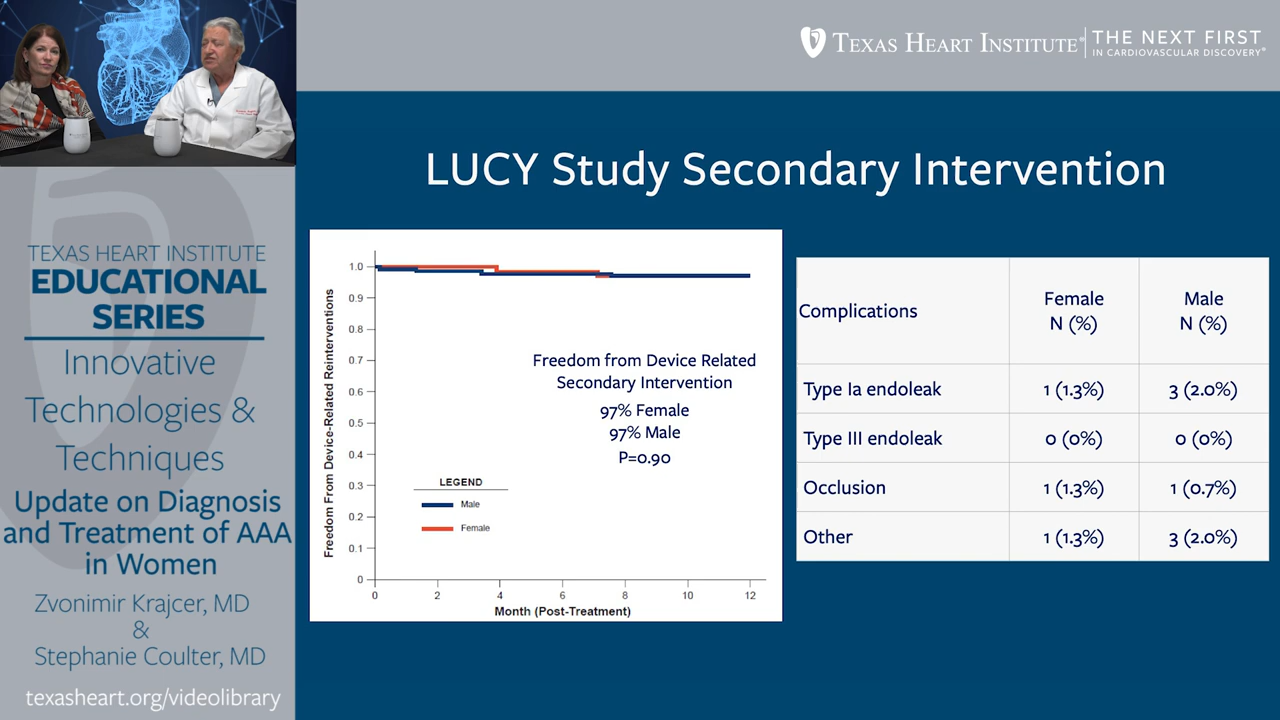 TEXAS HEART INSTITUTE®
THE NEXT FIRST
IN CARDIOVASCULAR DISCOVERY®
TEXAS HEART INSTITUTE
EDUCATIONAL
SERIES
Innovative
Technologies &
Techniques
Update on Diagnosis
and Treatment of AAA
in Women
Zvonimir Krajcer, MD
&
Stephanie Coulter, MD
texasheart.org/videolibrary
LUCY Study Secondary Intervention
Freedom From Device-Related Reinterventions
1.0
0.9
0.8
0.7
0.6
0.5
0.4
0.3
0.2
0.1
0
0 2 4 6 8 10 12
Month (Post-Treatment)
Freedom from Device Related
Secondary Intervention
97% Female
97% Male
P=0.90
LEGEND
Male
Female
Complications Female N (%) Male N (%)
Type Ia endoleak 1 (1.3%) 3 (2.0%)
Type III endoleak 0 (0%) 0 (0%)
Occlusion 1 (1.3%) 1 (0.7%)
Other 1 (1.3%) 3 (2.0%)